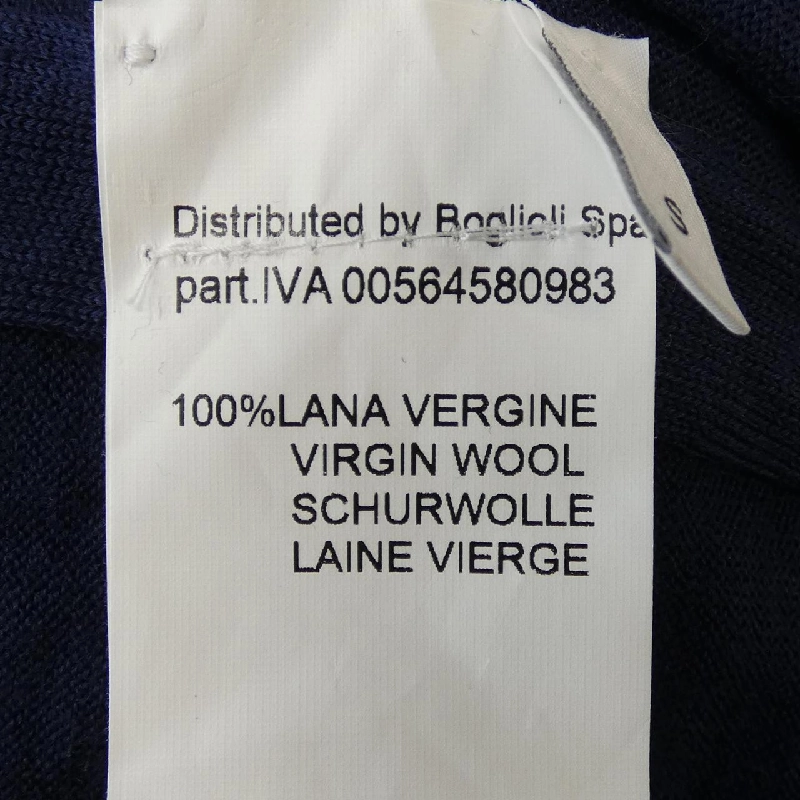 Distributed by Boglioli Spa
part.IVA 00564580983
100%LANA VERGINE
VIRGIN WOOL
SCHURWOLLE
LAINE VIERGE
S